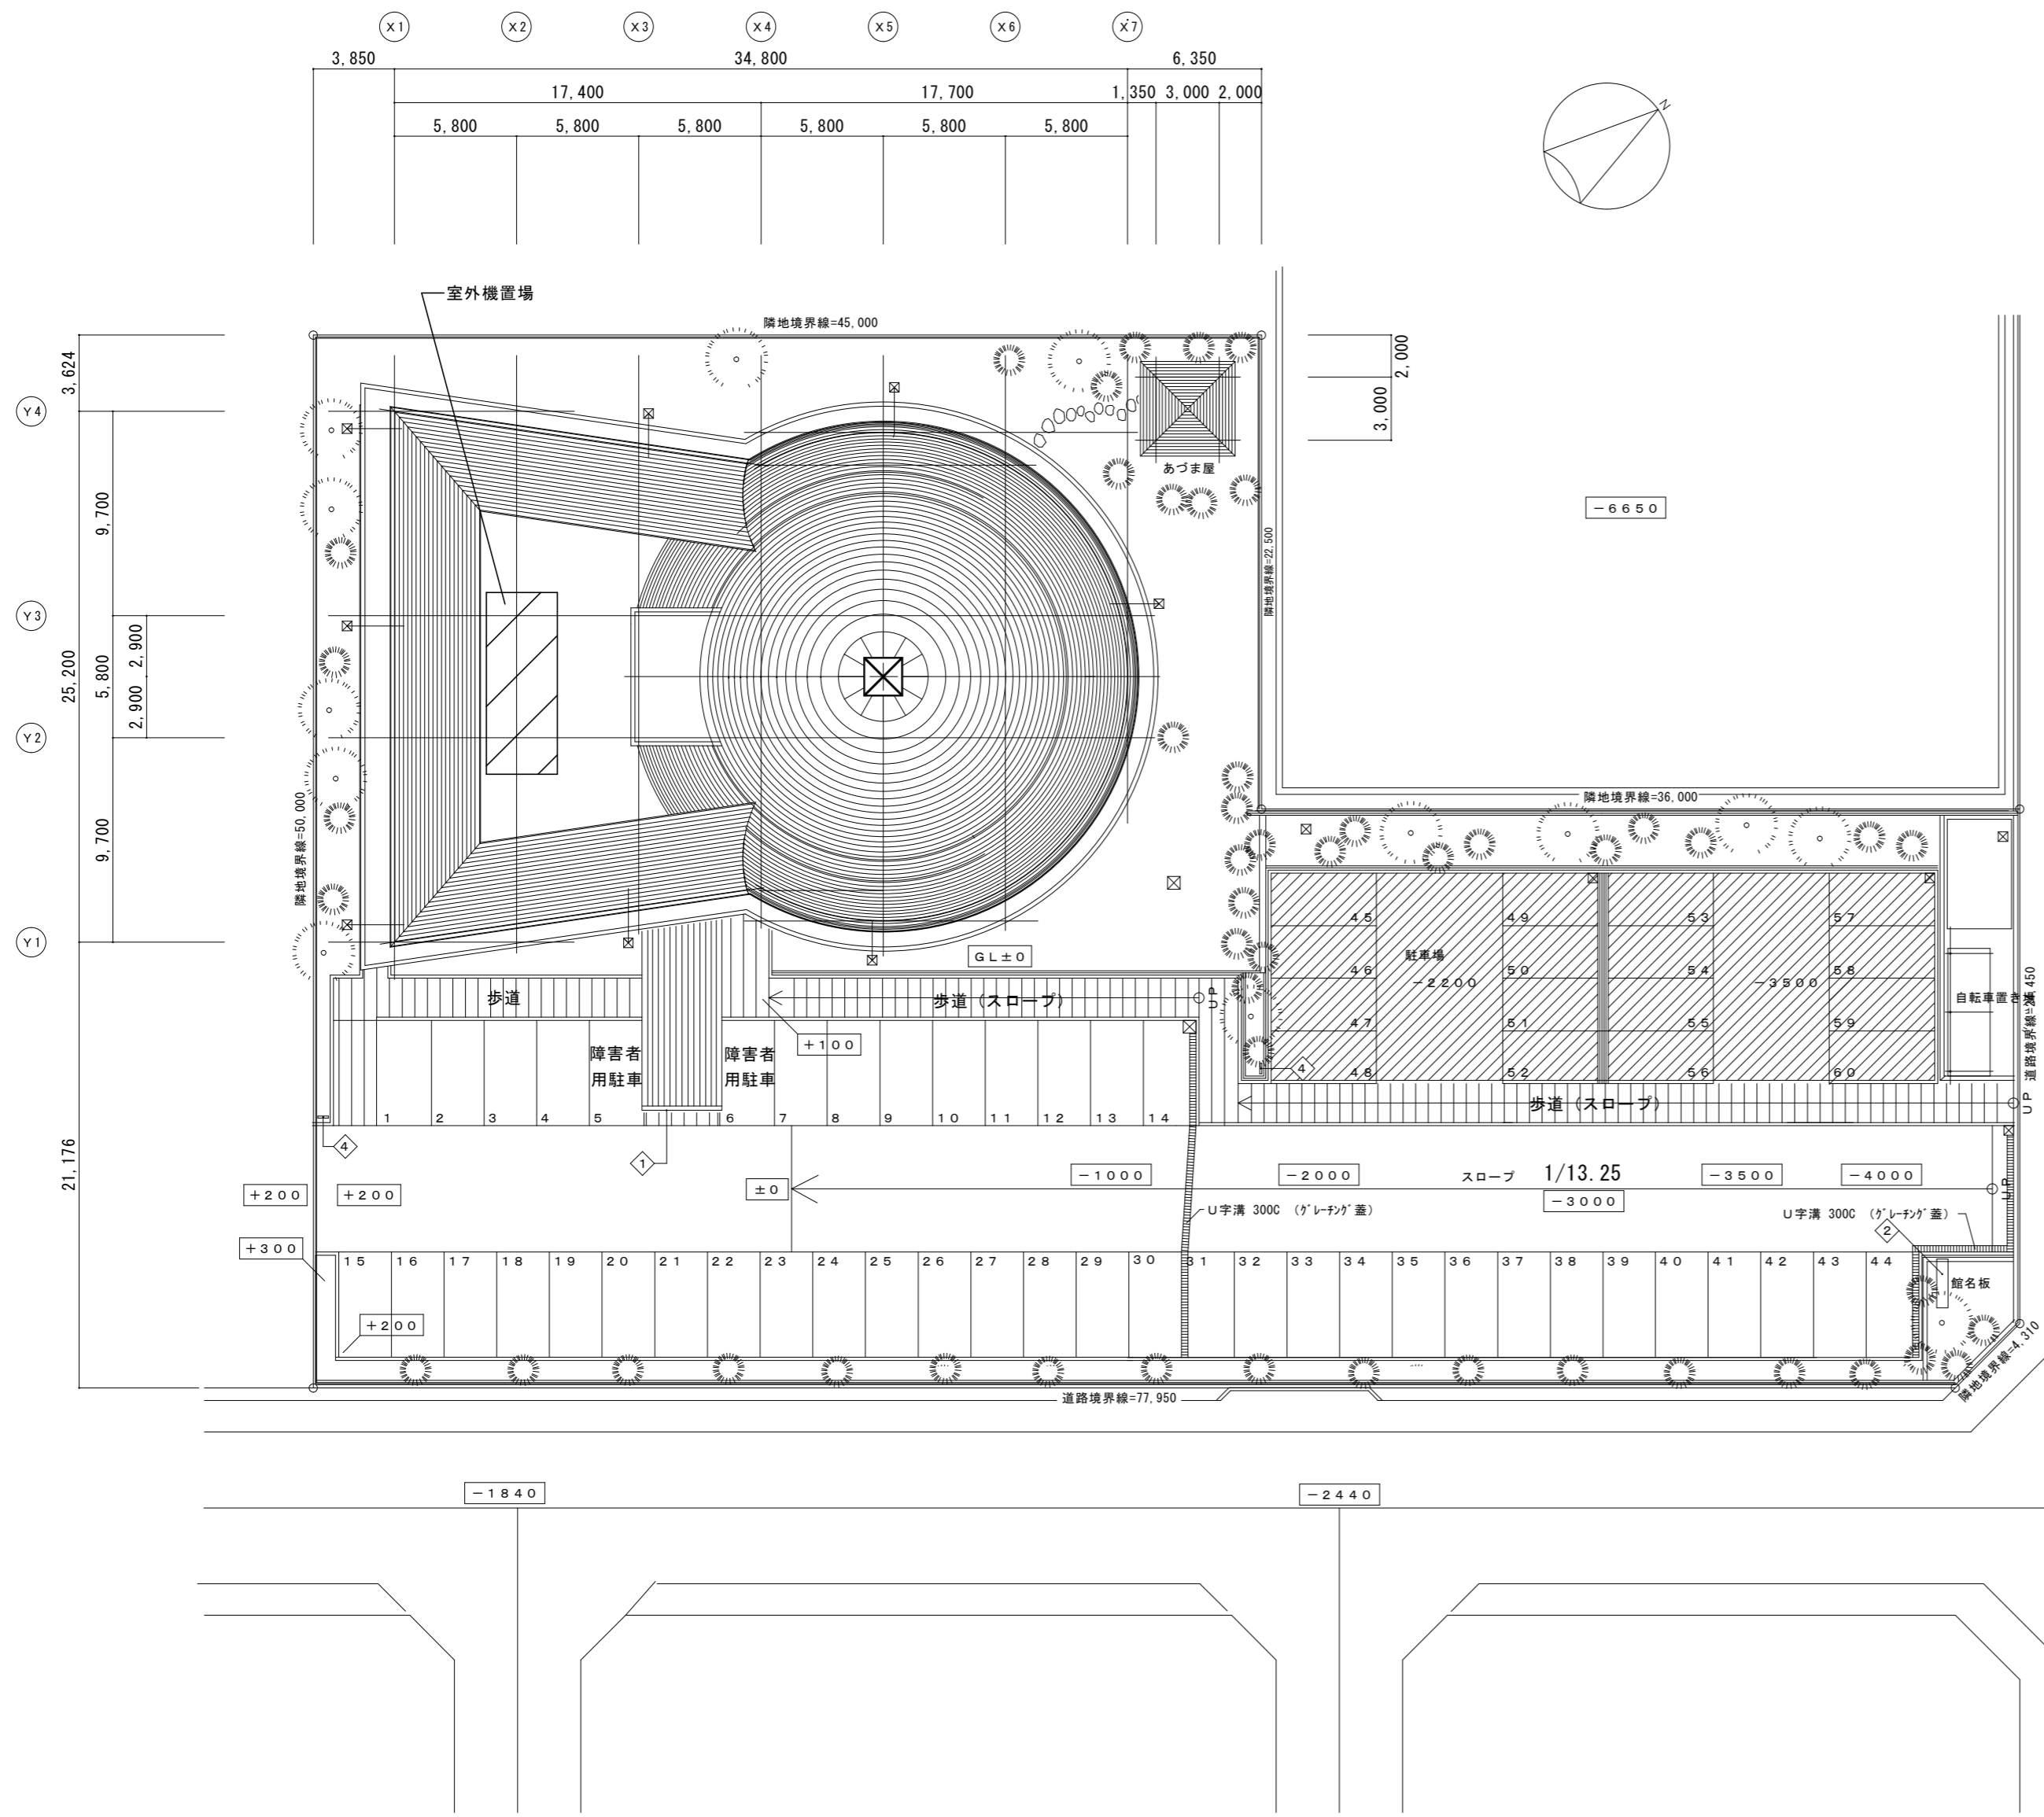 X1 X2 X3 X4 X5 X6 X7
3,850 34,800 6,350
17,400 17,700 1,350 3,000 2,000
5,800 5,800 5,800 5,800 5,800 5,800
N
室外機置場
隣地境界線=45,000
3,624
2,000
3,000
Y4
あづま屋
9,700
−6650
隣地境界線=22,500
Y3
25,200
5,800
2,900
2,900
Y2
隣地境界線=50,000
隣地境界線=36,000
9,700
Y1
45 49 53 57
駐車場
46 50 54 58
−2200 −3500
47 51 55 59
48 52 56 60
GL±0
自転車置き場
歩道
歩道(スロープ)
UP
+100
障害者
用駐車
障害者
用駐車
4
歩道(スロープ)
UP
1 2 3 4 5 6 7 8 9 10 11 12 13 14
4
1
21,176
+200
+200
±0
−1000
−2000
スロープ 1/13.25
−3000
−3500
−4000
UP
U字溝 300C (グレーチング蓋)
U字溝 300C (グレーチング蓋)
2
+300
15 16 17 18 19 20 21 22 23 24 25 26 27 28 29 30 31 32 33 34 35 36 37 38 39 40 41 42 43 44
館名板
+200
隣地境界線=4,310
道路境界線=77,950
−1840
−2440